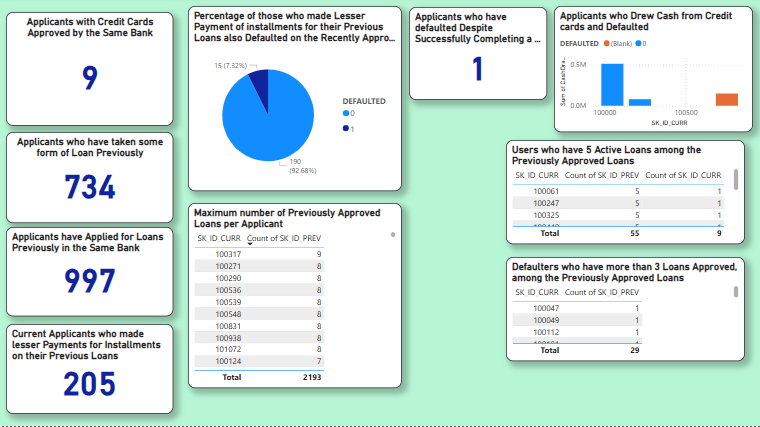 Applicants with Credit Cards
Approved by the Same Bank
9
Applicants who have taken some
form of Loan Previously
734
Applicants have Applied for Loans
Previously in the Same Bank
997
Current Applicants who made
lesser Payments for Installments
on their Previous Loans
205
Percentage of those who made Lesser
Payment of installments for their Previous
Loans also Defaulted on the Recently Appro...
15 (7.32%)
190
(92.68%)
DEFAULTED
0
1
Maximum number of Previously Approved
Loans per Applicant
SK_ID_CURR Count of SK_ID_PREV
100317 9
100271 8
100290 8
100536 8
100539 8
100548 8
100831 8
100938 8
101072 8
100124 7
Total 2193
Applicants who have
defaulted Despite
Successfully Completing a ...
1
Applicants who Drew Cash from Credit
cards and Defaulted
DEFAULTED (Blank) 0
Sum of CashDra...
0.5M
0.0M
100000 100500
SK_ID_CURR
Users who have 5 Active Loans among the
Previously Approved Loans
SK_ID_CURR Count of SK_ID_PREV Count of SK_ID_CURR
100061 5 1
100247 5 1
100325 5 1
Total 55 9
Defaulters who have more than 3 Loans Approved,
among the Previously Approved Loans
SK_ID_CURR Count of SK_ID_PREV
100047 1
100049 1
100112 1
Total 29